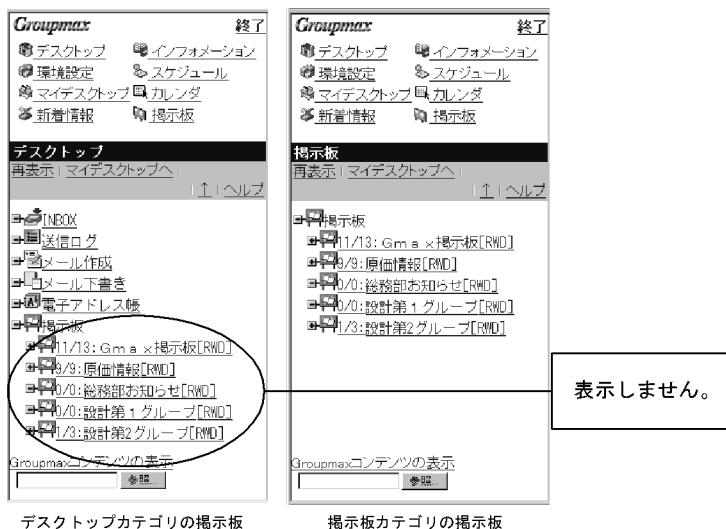 Groupmax 終了
デスクトップ インフォメーション
環境設定 スケジュール
マイデスクトップ カレンダ
新着情報 掲示板
デスクトップ
再表示 | マイデスクトップへ |
| ↑ | ヘルプ
INBOX
送信ログ
メール作成
メール下書き
電子アドレス帳
掲示板
11/13:Gmax掲示板[RWD]
9/9:原価情報[RWD]
0/0:総務部お知らせ[RWD]
0/0:設計第1グループ[RWD]
1/3:設計第2グループ[RWD]
Groupmaxコンテンツの表示
参照...
デスクトップカテゴリの掲示板
Groupmax 終了
デスクトップ インフォメーション
環境設定 スケジュール
マイデスクトップ カレンダ
新着情報 掲示板
掲示板
再表示 | マイデスクトップへ |
| ↑ | ヘルプ
掲示板
11/13:Gmax掲示板[RWD]
9/9:原価情報[RWD]
0/0:総務部お知らせ[RWD]
0/0:設計第1グループ[RWD]
1/3:設計第2グループ[RWD]
Groupmaxコンテンツの表示
参照...
掲示板カテゴリの掲示板
表示しません。